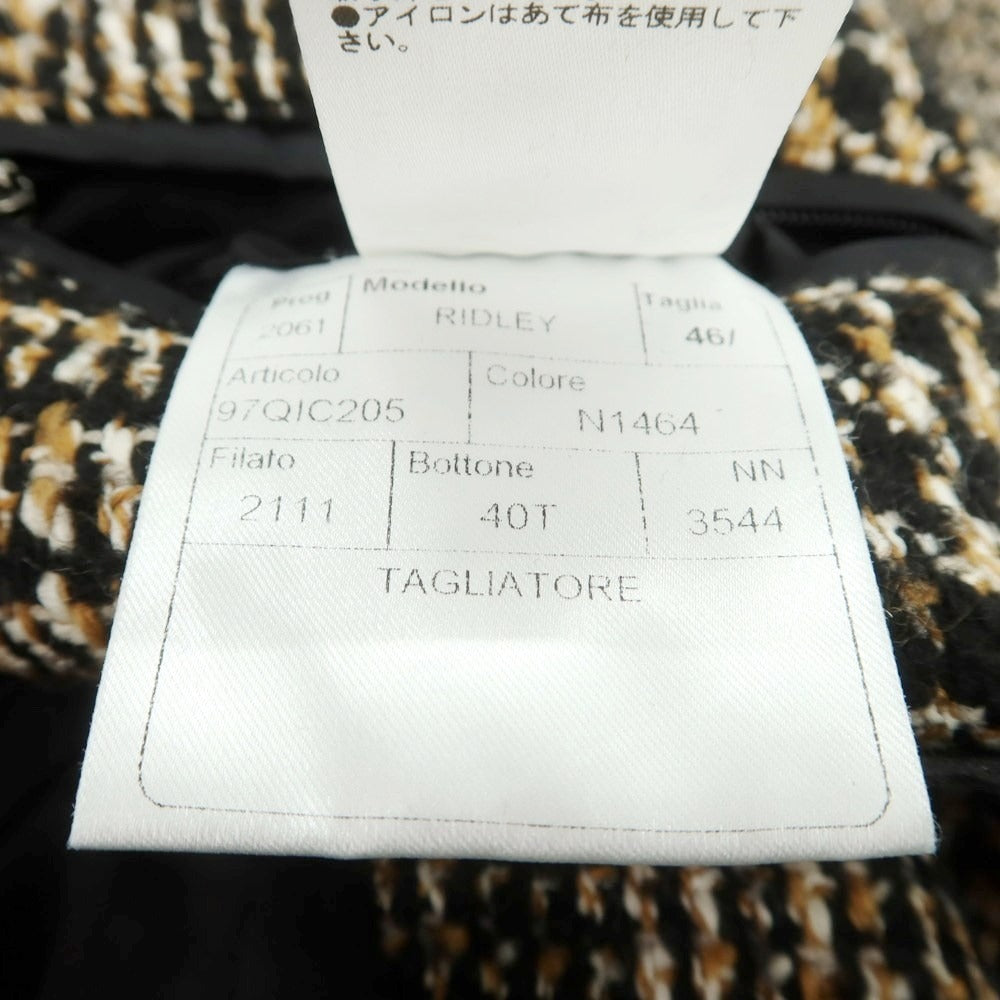 ●アイロンはあて布を使用して下
さい。
Prog Modello Taglia
2061 RIDLEY 46/
Articolo Colore
97QIC205 N1464
Filato Bottone NN
2111 40T 3544
TAGLIATORE